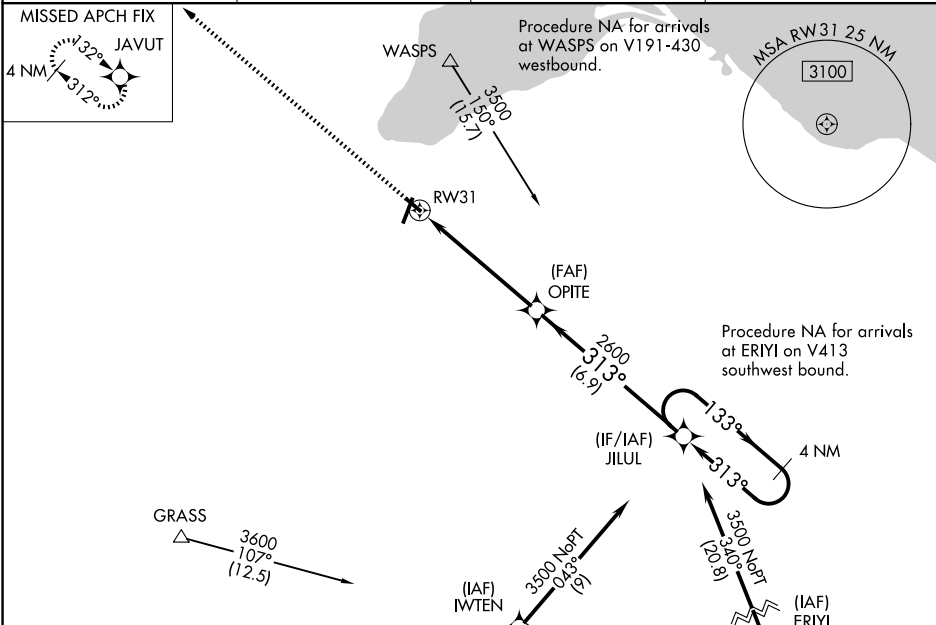 MISSED APCH FIX
132°
JAVUT
4 NM
312°
WASPS
3500
150°
(15.7)
Procedure NA for arrivals
at WASPS on V191-430
westbound.
MSA RW31 25 NM
3100
RW31
(FAF)
OPITE
2600
313°
(6.9)
Procedure NA for arrivals
at ERIYI on V413
southwest bound.
(IF/IAF)
JILUL
133°
313°
4 NM
GRASS
3600
107°
(12.5)
(IAF)
IWTEN
3500 NoPT
043°
(9)
3500 NoPT
340°
(20.8)
(IAF)
ERIYI